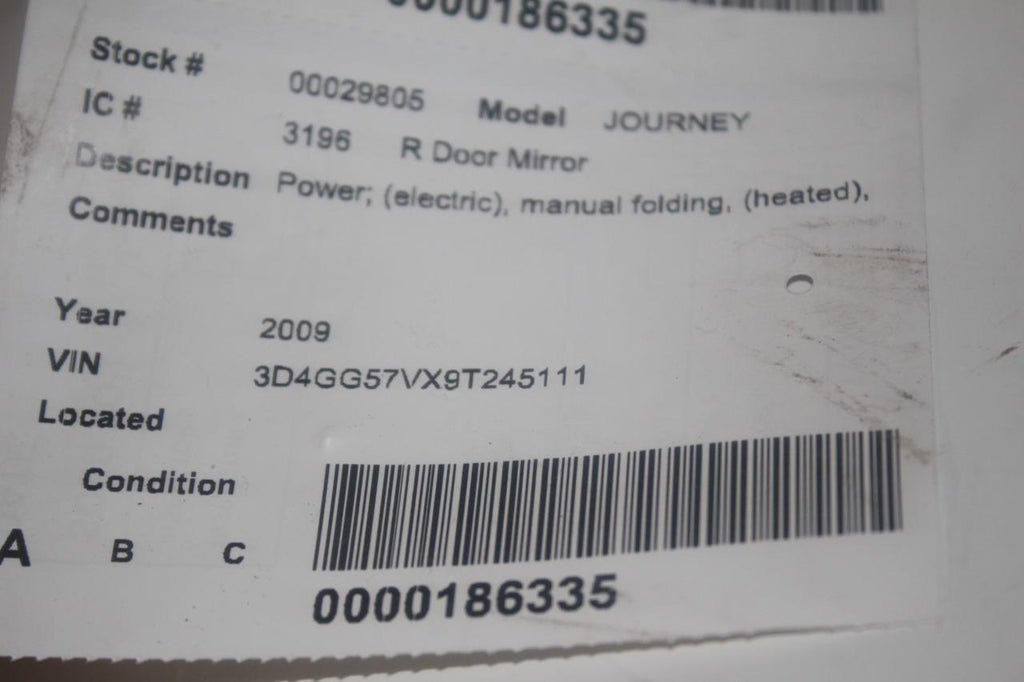 0000186335
Stock # 00029805 Model JOURNEY
IC # 3196 R Door Mirror
Description Power; (electric), manual folding, (heated),
Comments
Year 2009
VIN 3D4GG57VX9T245111
Located
Condition
A B C
0000186335